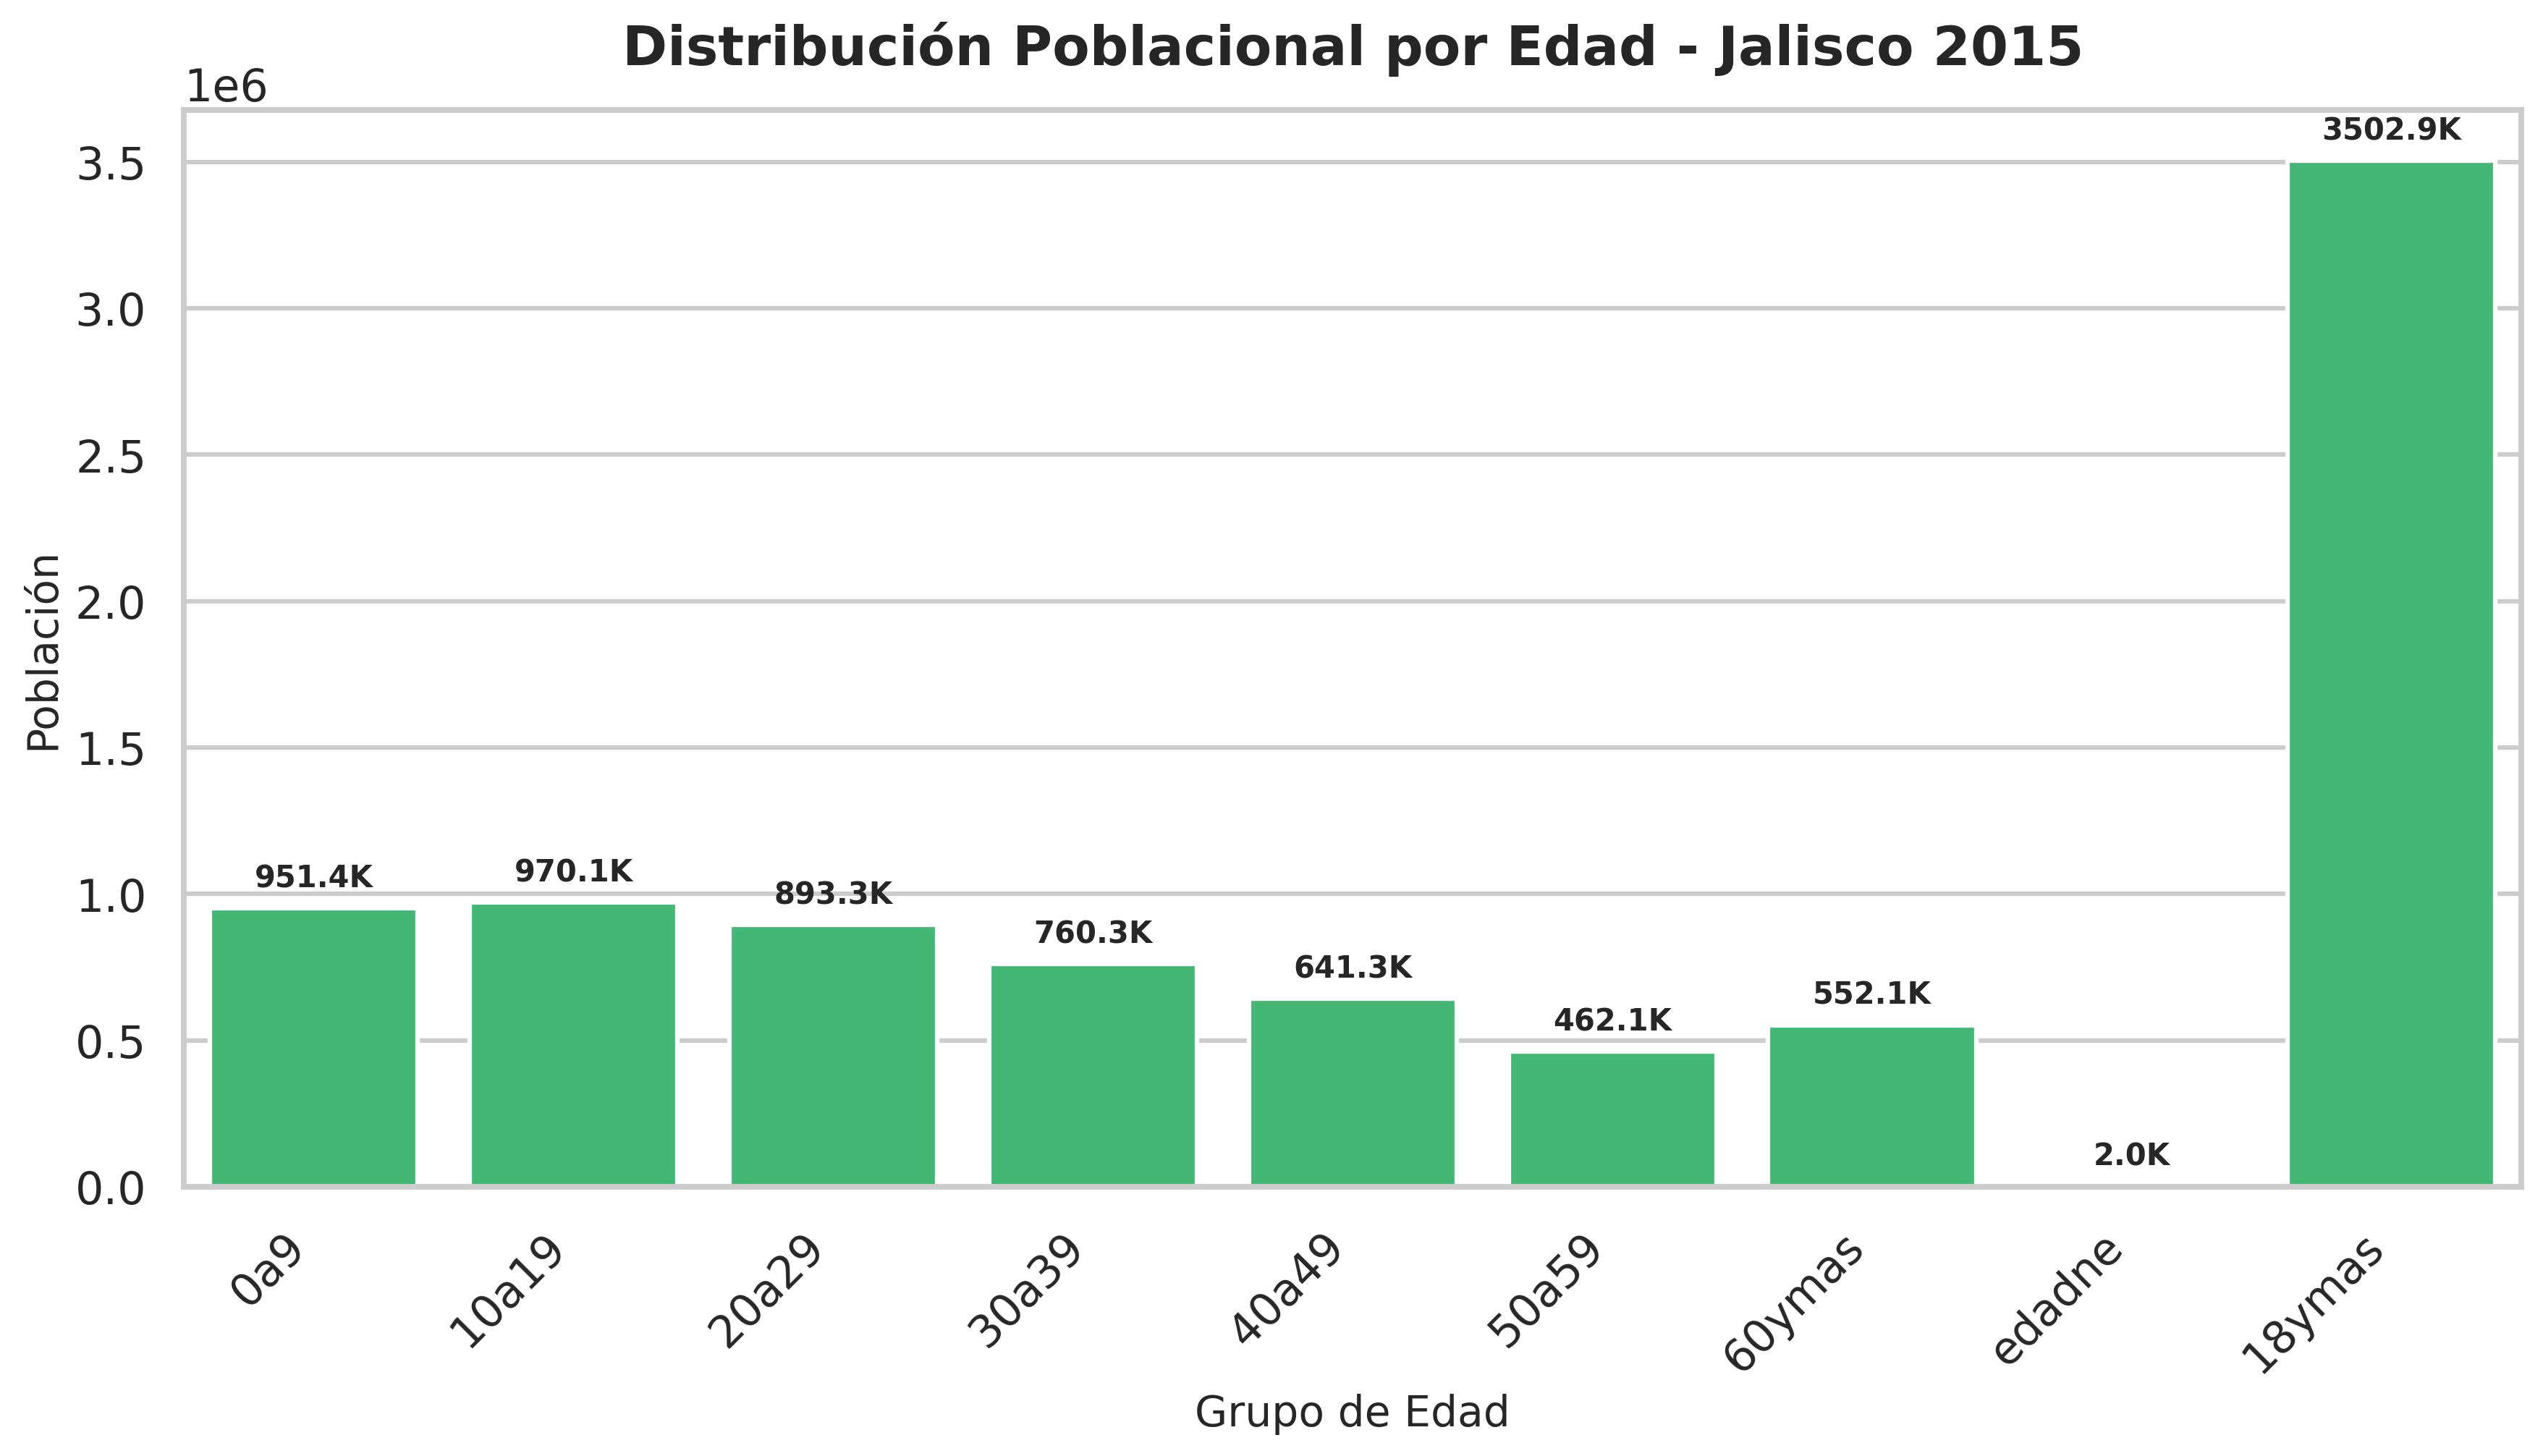 Distribución Poblacional por Edad - Jalisco 2015
1e6
3.5
3.0
2.5
2.0
1.5
1.0
0.5
0.0
Población
951.4K
970.1K
893.3K
760.3K
641.3K
462.1K
552.1K
2.0K
3502.9K
0a9
10a19
20a29
30a39
40a49
50a59
60ymas
edadne
18ymas
Grupo de Edad